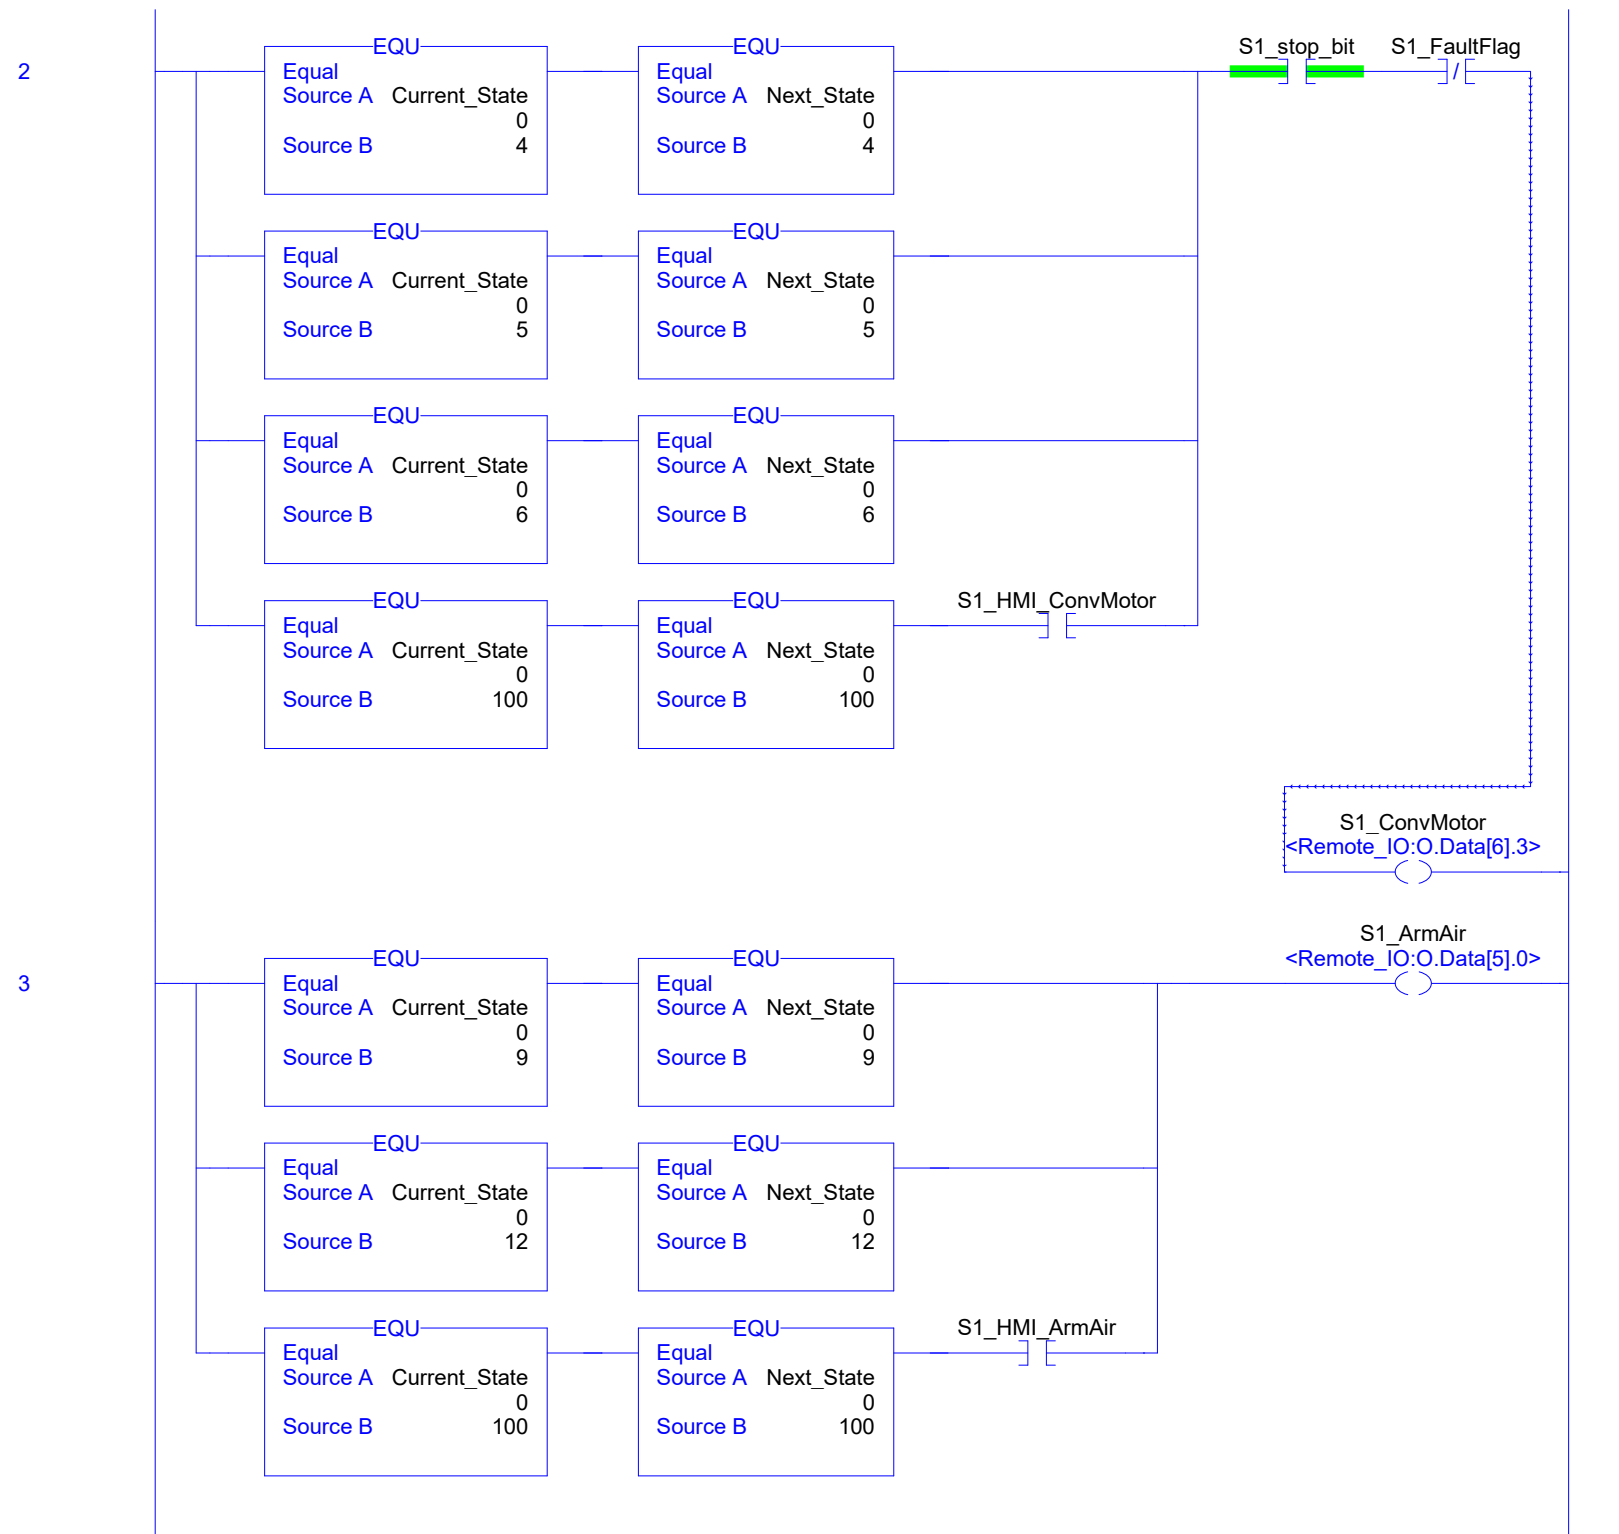 2
EQU
Equal
Source A Current_State
0
Source B 4
EQU
Equal
Source A Next_State
0
Source B 4
S1_stop_bit
S1_FaultFlag
/
EQU
Equal
Source A Current_State
0
Source B 5
EQU
Equal
Source A Next_State
0
Source B 5
EQU
Equal
Source A Current_State
0
Source B 6
EQU
Equal
Source A Next_State
0
Source B 6
EQU
Equal
Source A Current_State
0
Source B 100
EQU
Equal
Source A Next_State
0
Source B 100
S1_HMI_ConvMotor
S1_ConvMotor
<Remote_IO:O.Data[6].3>
3
EQU
Equal
Source A Current_State
0
Source B 9
EQU
Equal
Source A Next_State
0
Source B 9
S1_ArmAir
<Remote_IO:O.Data[5].0>
EQU
Equal
Source A Current_State
0
Source B 12
EQU
Equal
Source A Next_State
0
Source B 12
EQU
Equal
Source A Current_State
0
Source B 100
EQU
Equal
Source A Next_State
0
Source B 100
S1_HMI_ArmAir